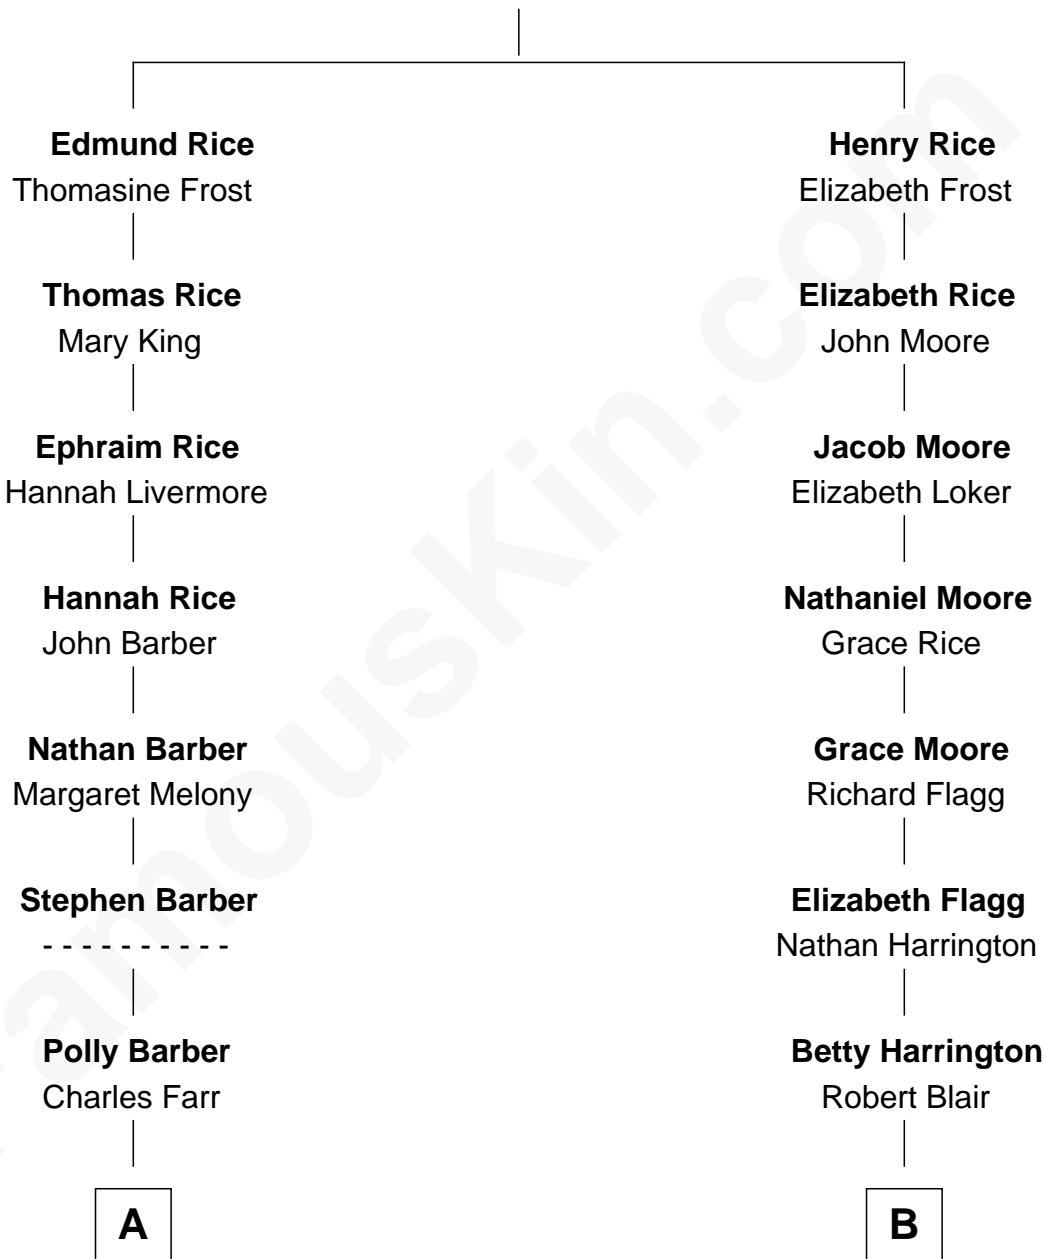 Edmund Rice
Thomasine Frost
Thomas Rice
Mary King
Ephraim Rice
Hannah Livermore
Hannah Rice
John Barber
Nathan Barber
Margaret Melony
Stephen Barber
- - - - - - - - - -
Polly Barber
Charles Farr
A
Henry Rice
Elizabeth Frost
Elizabeth Rice
John Moore
Jacob Moore
Elizabeth Loker
Nathaniel Moore
Grace Rice
Grace Moore
Richard Flagg
Elizabeth Flagg
Nathan Harrington
Betty Harrington
Robert Blair
B
FamousKin.com